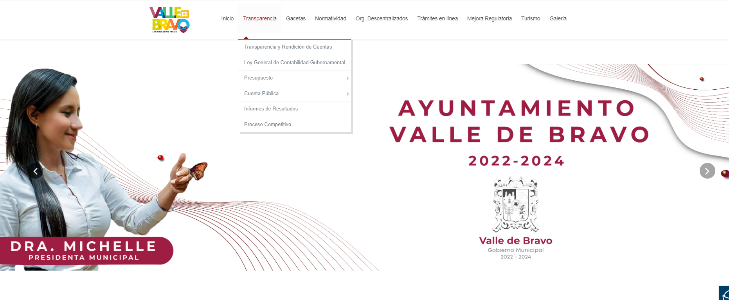 VALLE DE BRAVO
Inicio Transparencia Gacetas Normatividad Org. Descentralizados Trámites en línea Mejora Regulatoria Turismo Galeria
Transparencia y Rendición de Cuentas
Ley General de Contabilidad Gubernamental
Presupuesto
Cuenta Pública
Informes de Resultados
Proceso Competitivo
AYUNTAMIENTO
VALLE DE BRAVO
2022-2024
Valle de Bravo
Gobierno Municipal
2022 - 2024
DRA. MICHELLE
PRESIDENTA MUNICIPAL